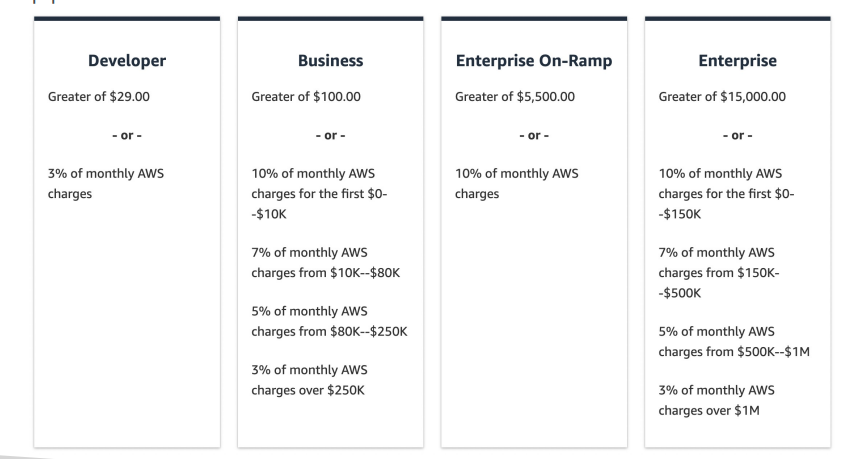 Developer
Greater of $29.00
- or -
3% of monthly AWS
charges
Business
Greater of $100.00
- or -
10% of monthly AWS
charges for the first $0-
-$10K
7% of monthly AWS
charges from $10K--$80K
5% of monthly AWS
charges from $80K--$250K
3% of monthly AWS
charges over $250K
Enterprise On-Ramp
Greater of $5,500.00
- or -
10% of monthly AWS
charges
Enterprise
Greater of $15,000.00
- or -
10% of monthly AWS
charges for the first $0-
-$150K
7% of monthly AWS
charges from $150K-
-$500K
5% of monthly AWS
charges from $500K--$1M
3% of monthly AWS
charges over $1M